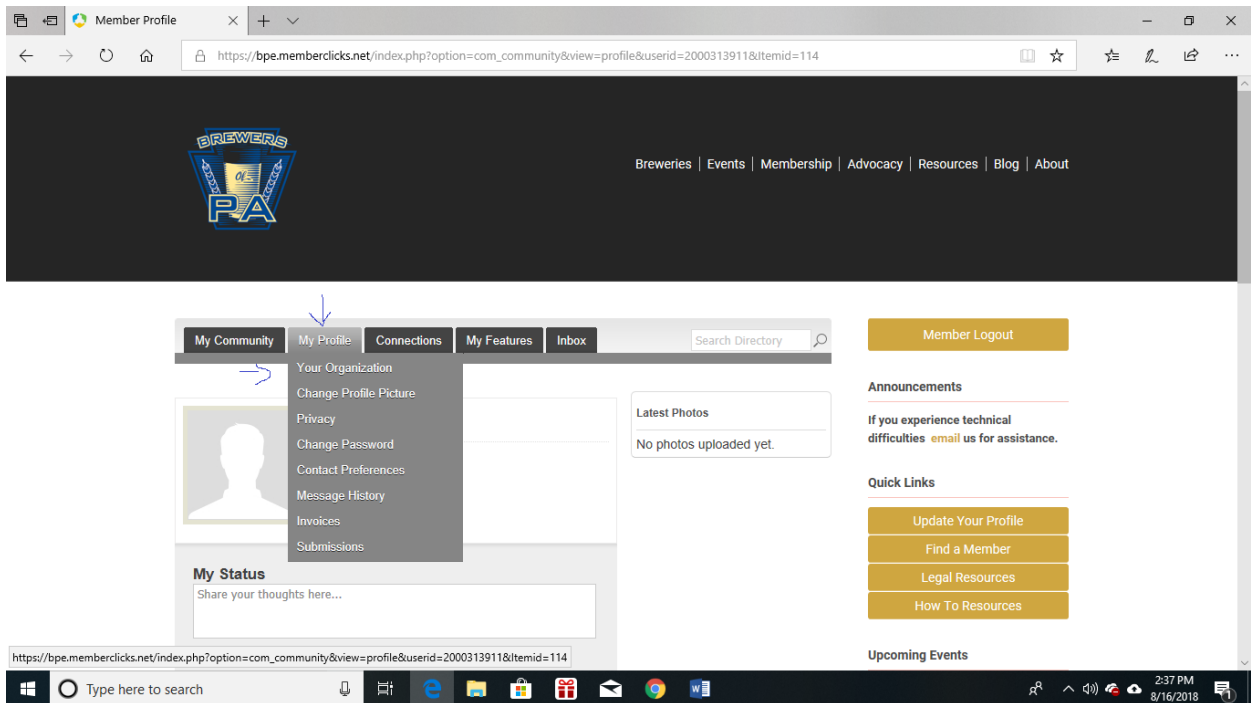 Member Profile
https://bpe.memberclicks.net/index.php?option=com_community&view=profile&userid=2000313911&Itemid=114
BREWERS
OF
PA
Breweries | Events | Membership | Advocacy | Resources | Blog | About
My Community My Profile Connections My Features Inbox Search Directory
Your Organization
Change Profile Picture
Privacy
Change Password
Contact Preferences
Message History
Invoices
Submissions
My Status
Share your thoughts here...
Latest Photos
No photos uploaded yet.
Member Logout
Announcements
If you experience technical
difficulties email us for assistance.
Quick Links
Update Your Profile
Find a Member
Legal Resources
How To Resources
Upcoming Events
https://bpe.memberclicks.net/index.php?option=com_community&view=profile&userid=2000313911&Itemid=114
Type here to search
2:37 PM
8/16/2018